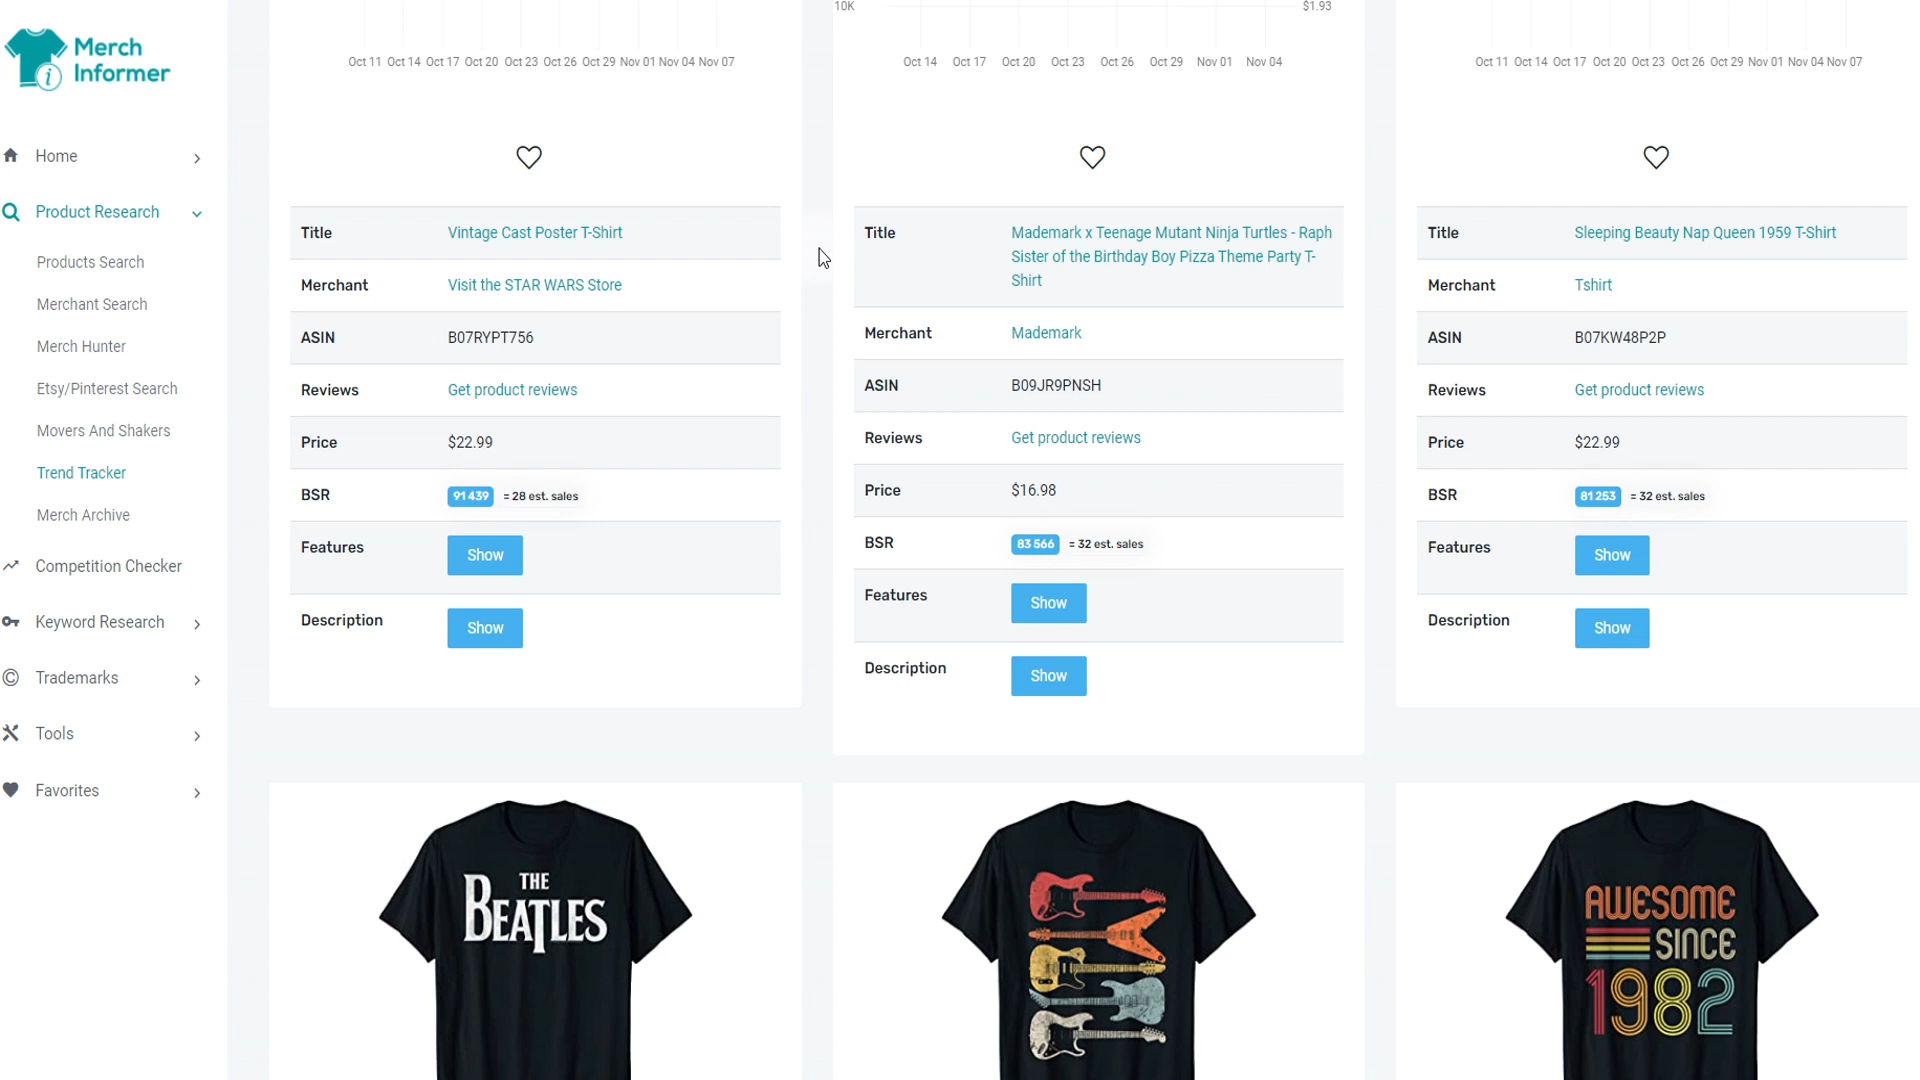 Merch
Informer
Home
Product Research
Products Search
Merchant Search
Merch Hunter
Etsy/Pinterest Search
Movers And Shakers
Trend Tracker
Merch Archive
Competition Checker
Keyword Research
Trademarks
Tools
Favorites
Oct 11 Oct 14 Oct 17 Oct 20 Oct 23 Oct 26 Oct 29 Nov 01 Nov 04 Nov 07
Title Vintage Cast Poster T-Shirt
Merchant Visit the STAR WARS Store
ASIN B07RYPT756
Reviews Get product reviews
Price $22.99
BSR 91 439 = 28 est. sales
Features Show
Description Show
10K $1.93
Oct 14 Oct 17 Oct 20 Oct 23 Oct 26 Oct 29 Nov 01 Nov 04
Title Mademark x Teenage Mutant Ninja Turtles - Raph
Sister of the Birthday Boy Pizza Theme Party T-
Shirt
Merchant Mademark
ASIN B09JR9PNSH
Reviews Get product reviews
Price $16.98
BSR 83 566 = 32 est. sales
Features Show
Description Show
Oct 11 Oct 14 Oct 17 Oct 20 Oct 23 Oct 26 Oct 29 Nov 01 Nov 04 Nov 07
Title Sleeping Beauty Nap Queen 1959 T-Shirt
Merchant Tshirt
ASIN B07KW48P2P
Reviews Get product reviews
Price $22.99
BSR 81 253 = 32 est. sales
Features Show
Description Show
THE
BEATLES
AWESOME
SINCE
1982